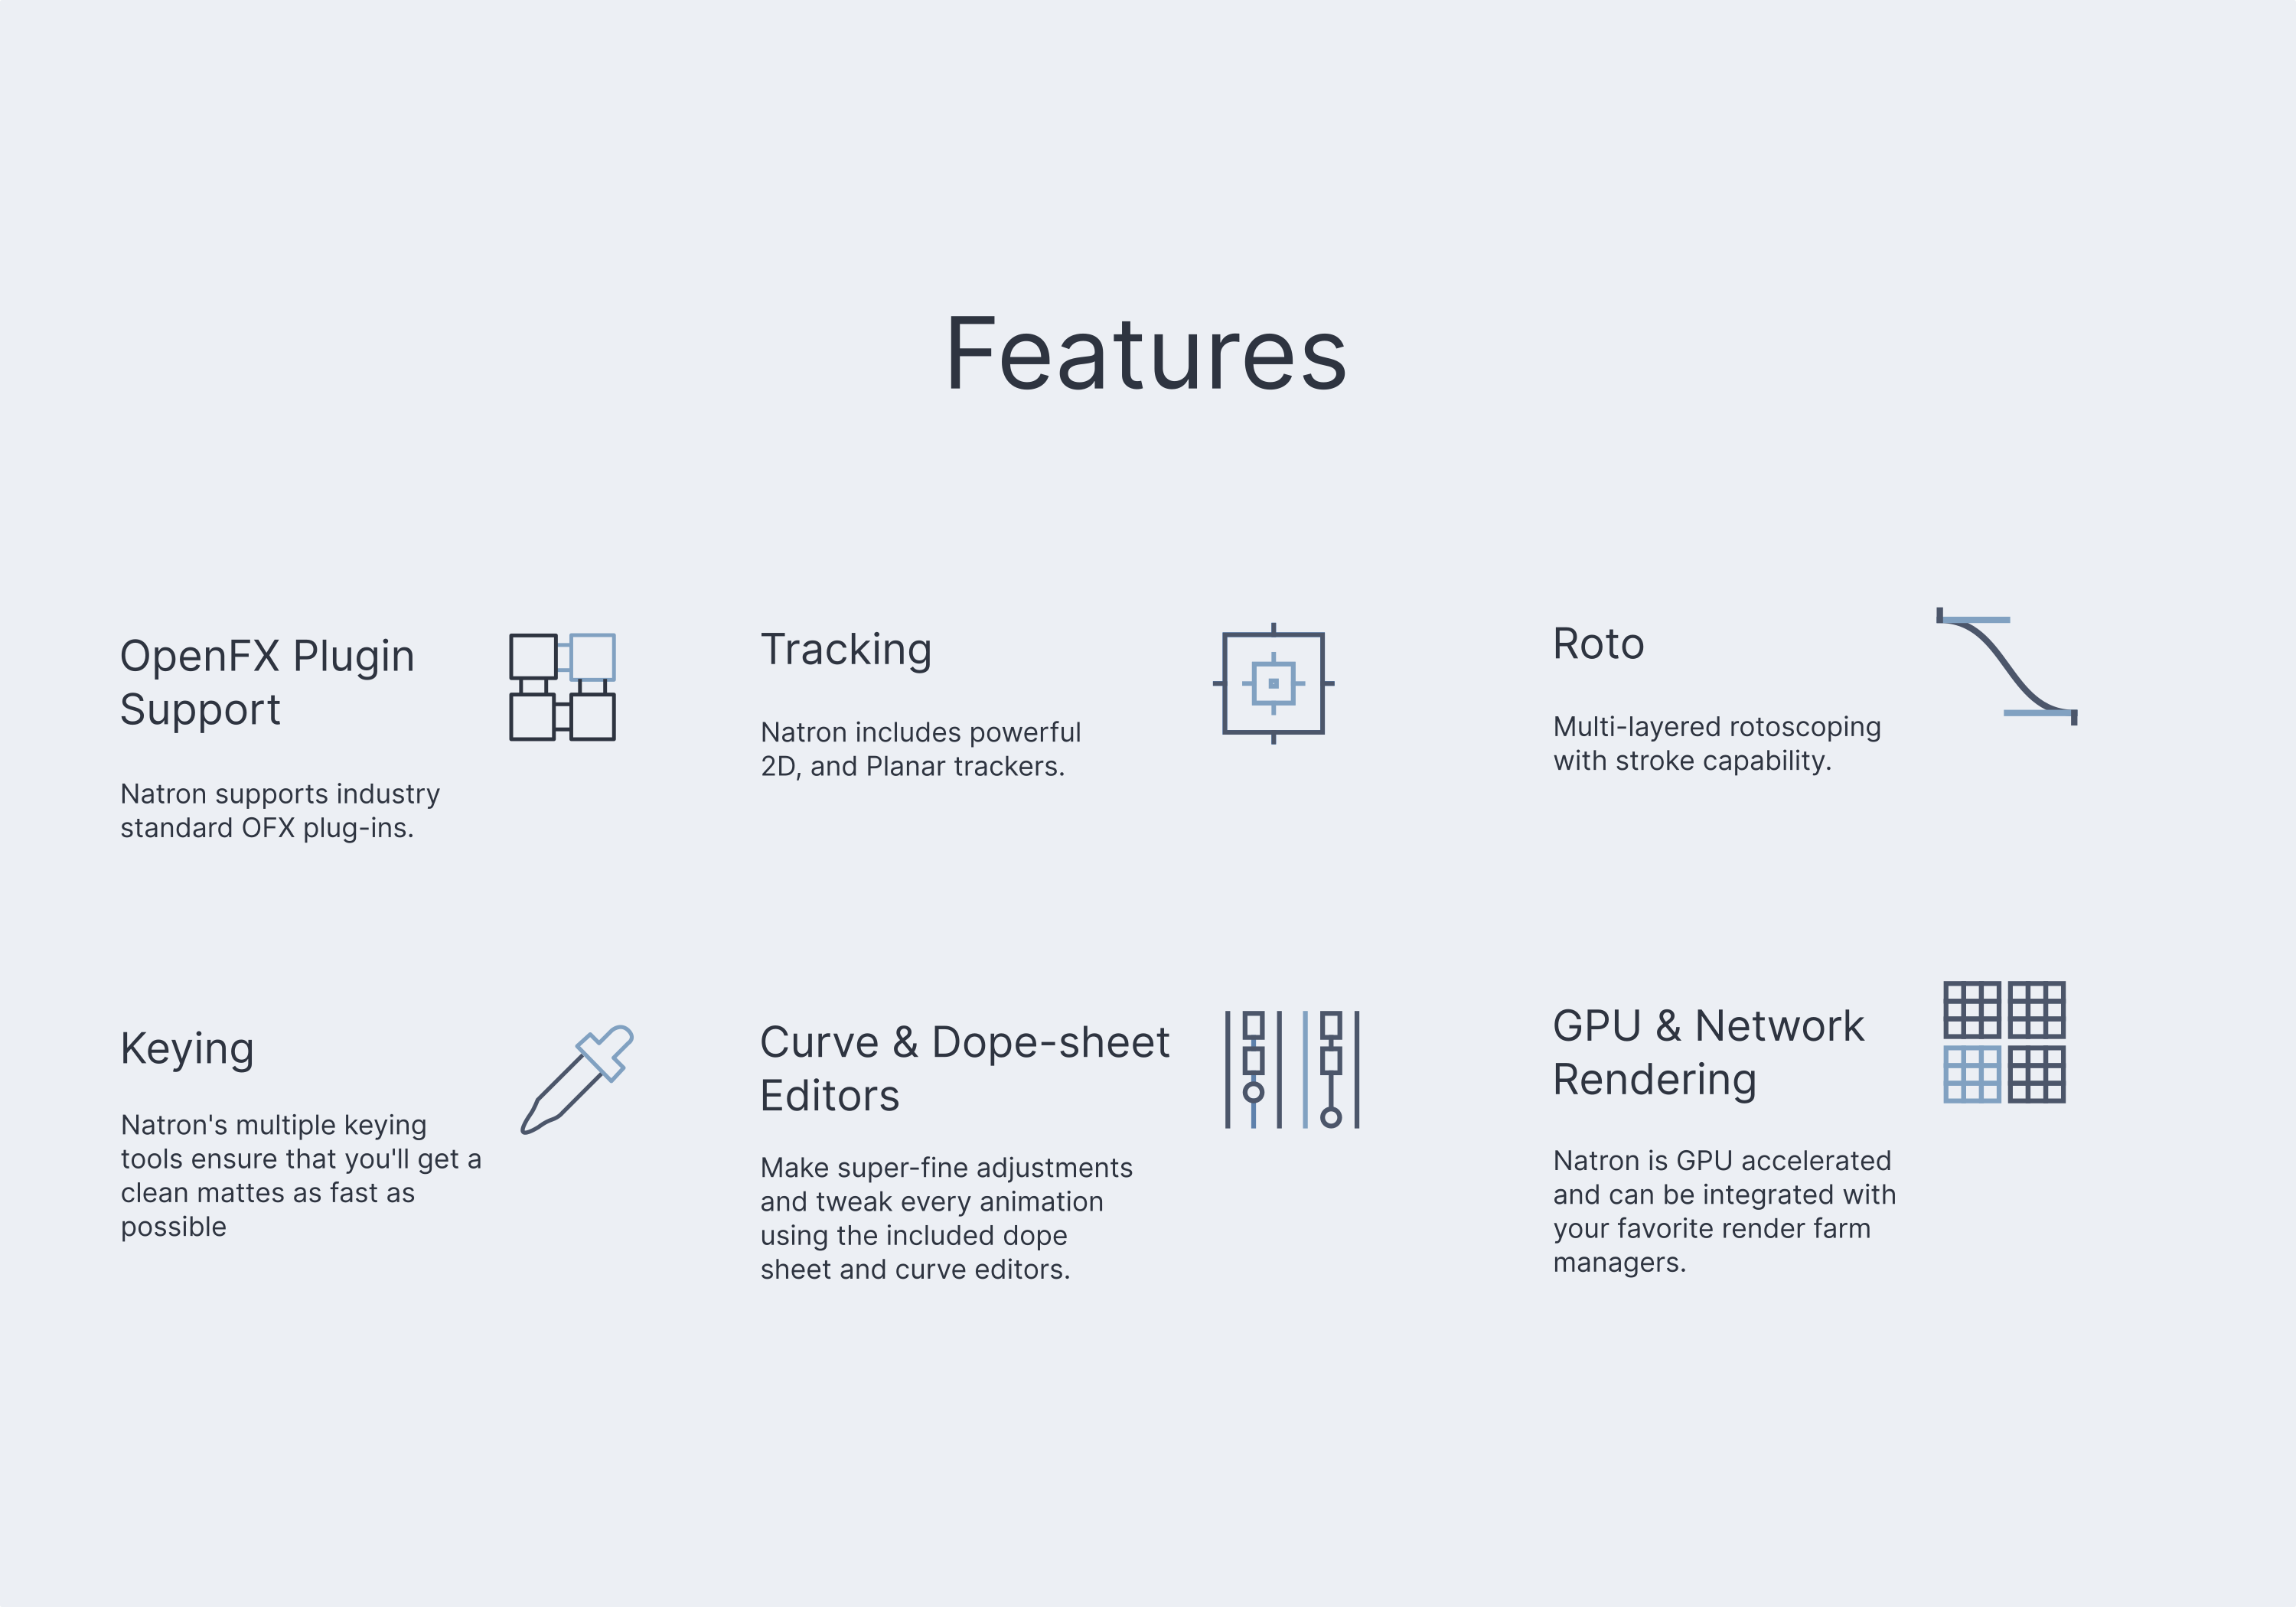 Features
OpenFX Plugin
Support
Natron supports industry
standard OFX plug-ins.
Tracking
Natron includes powerful
2D, and Planar trackers.
Roto
Multi-layered rotoscoping
with stroke capability.
Keying
Natron's multiple keying
tools ensure that you'll get a
clean mattes as fast as
possible
Curve & Dope-sheet
Editors
Make super-fine adjustments
and tweak every animation
using the included dope
sheet and curve editors.
GPU & Network
Rendering
Natron is GPU accelerated
and can be integrated with
your favorite render farm
managers.